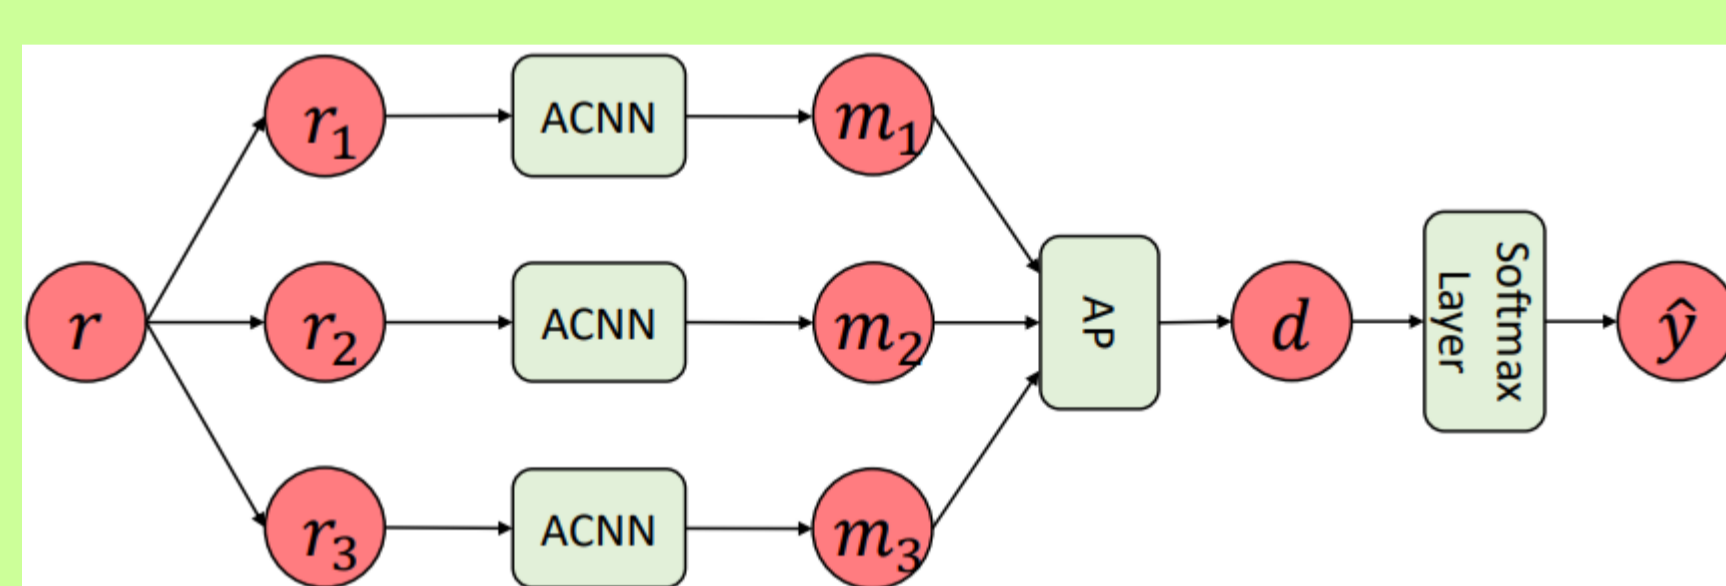 r₁ ACNN m₁
r r₂ ACNN m₂ AP d Softmax Layer ŷ
r₃ ACNN m₃